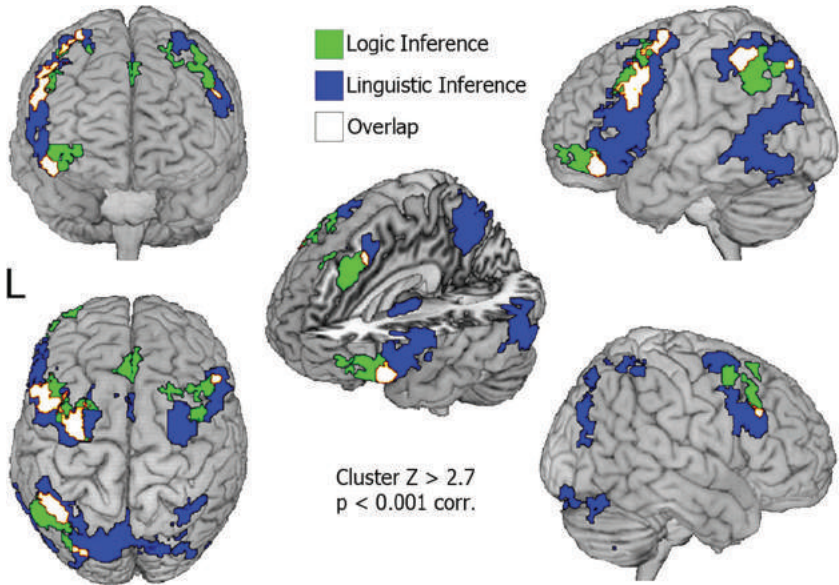 Logic Inference
Linguistic Inference
Overlap
L
Cluster Z > 2.7
p < 0.001 corr.